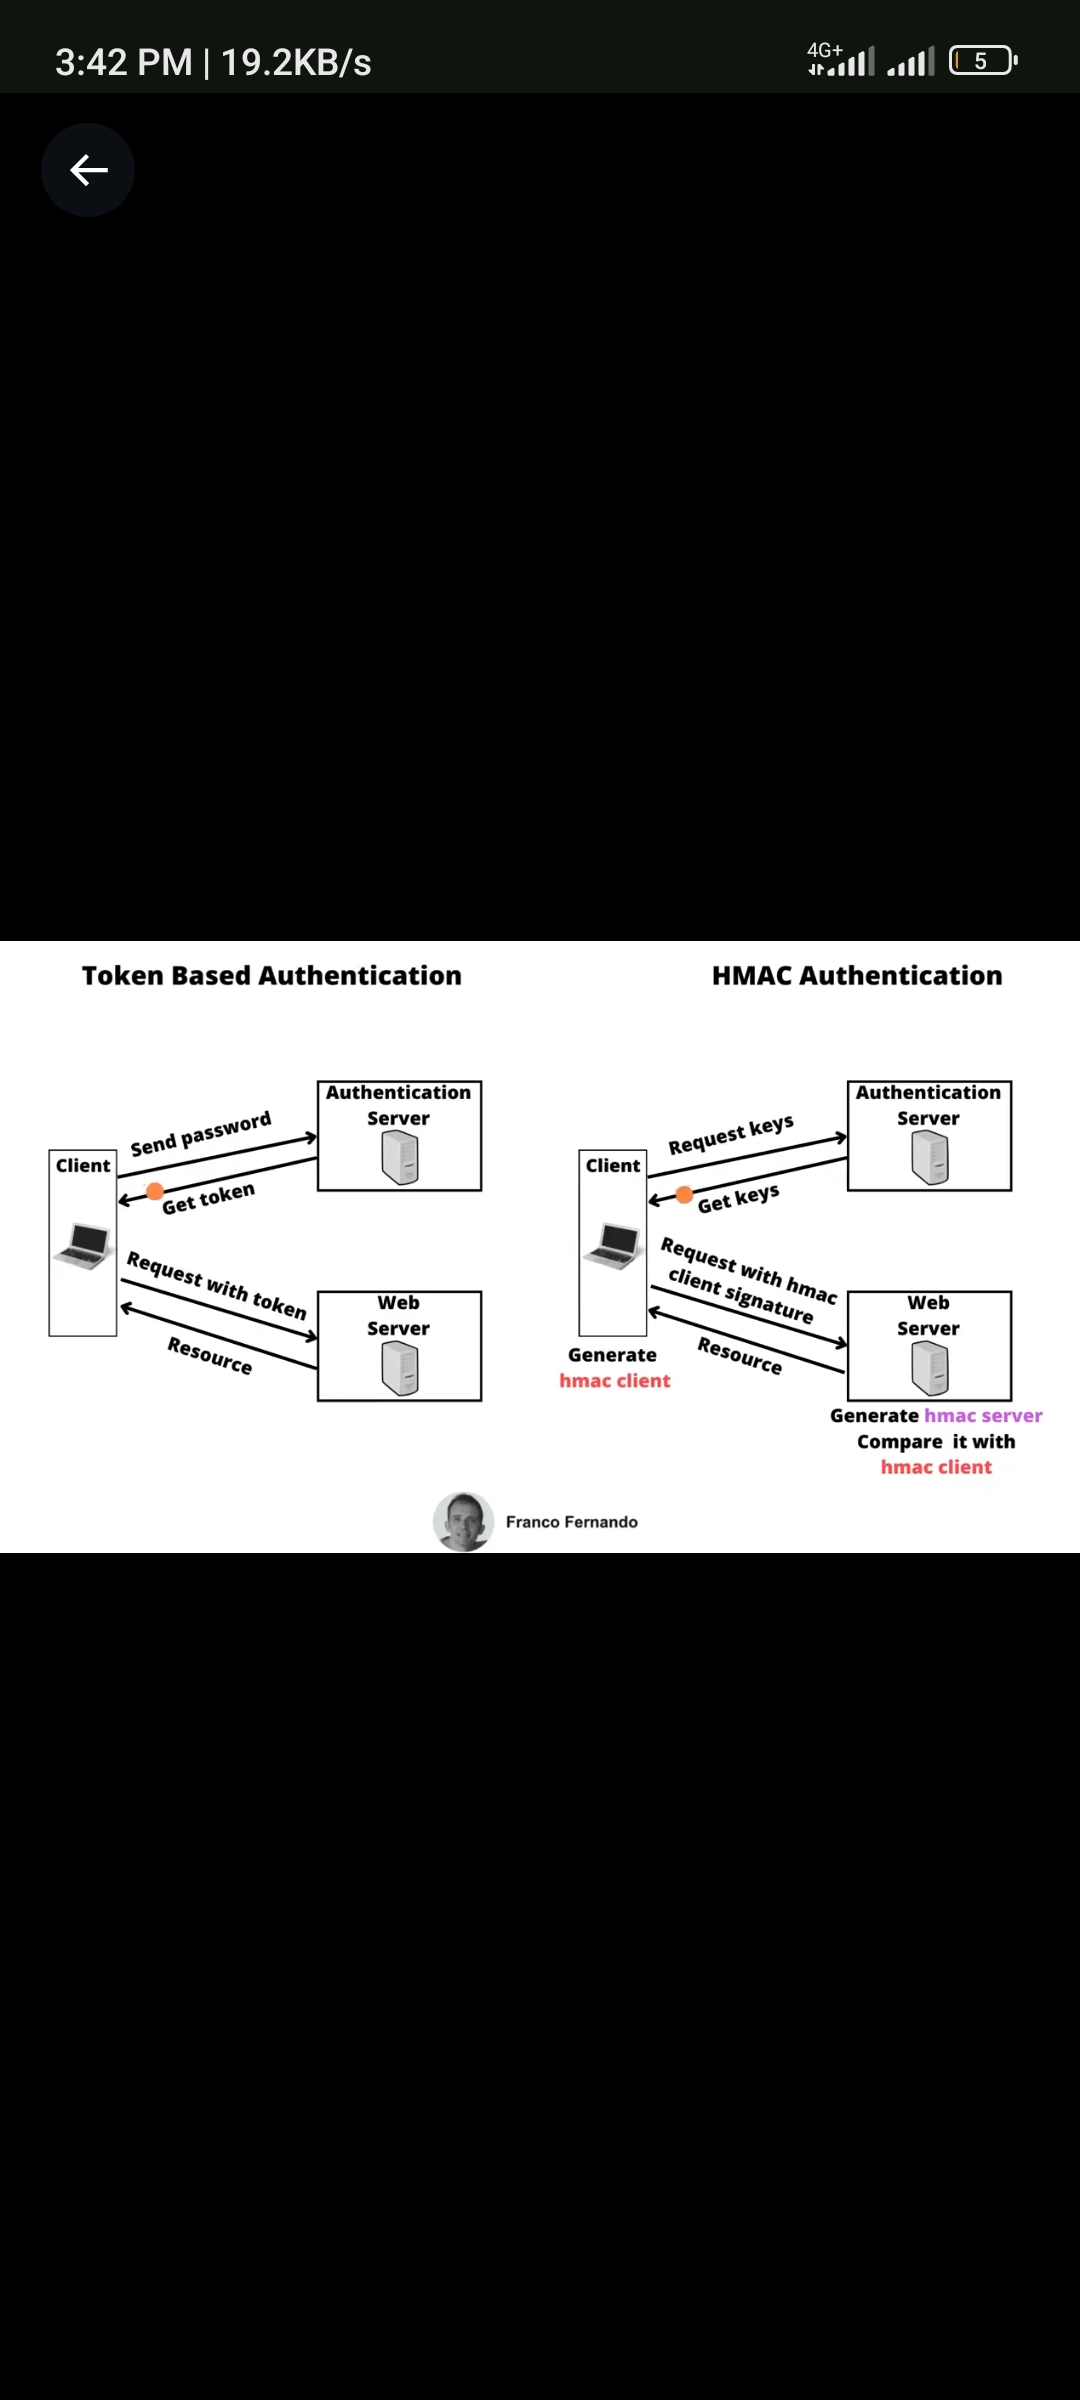 3:42 PM | 19.2KB/s
4G+
5
Token Based Authentication
Authentication
Server
Send password
Client
Get token
Request with token
Web
Server
Resource
HMAC Authentication
Authentication
Server
Request keys
Client
Get keys
Request with hmac
client signature
Web
Server
Resource
Generate
hmac client
Generate hmac server
Compare it with
hmac client
Franco Fernando